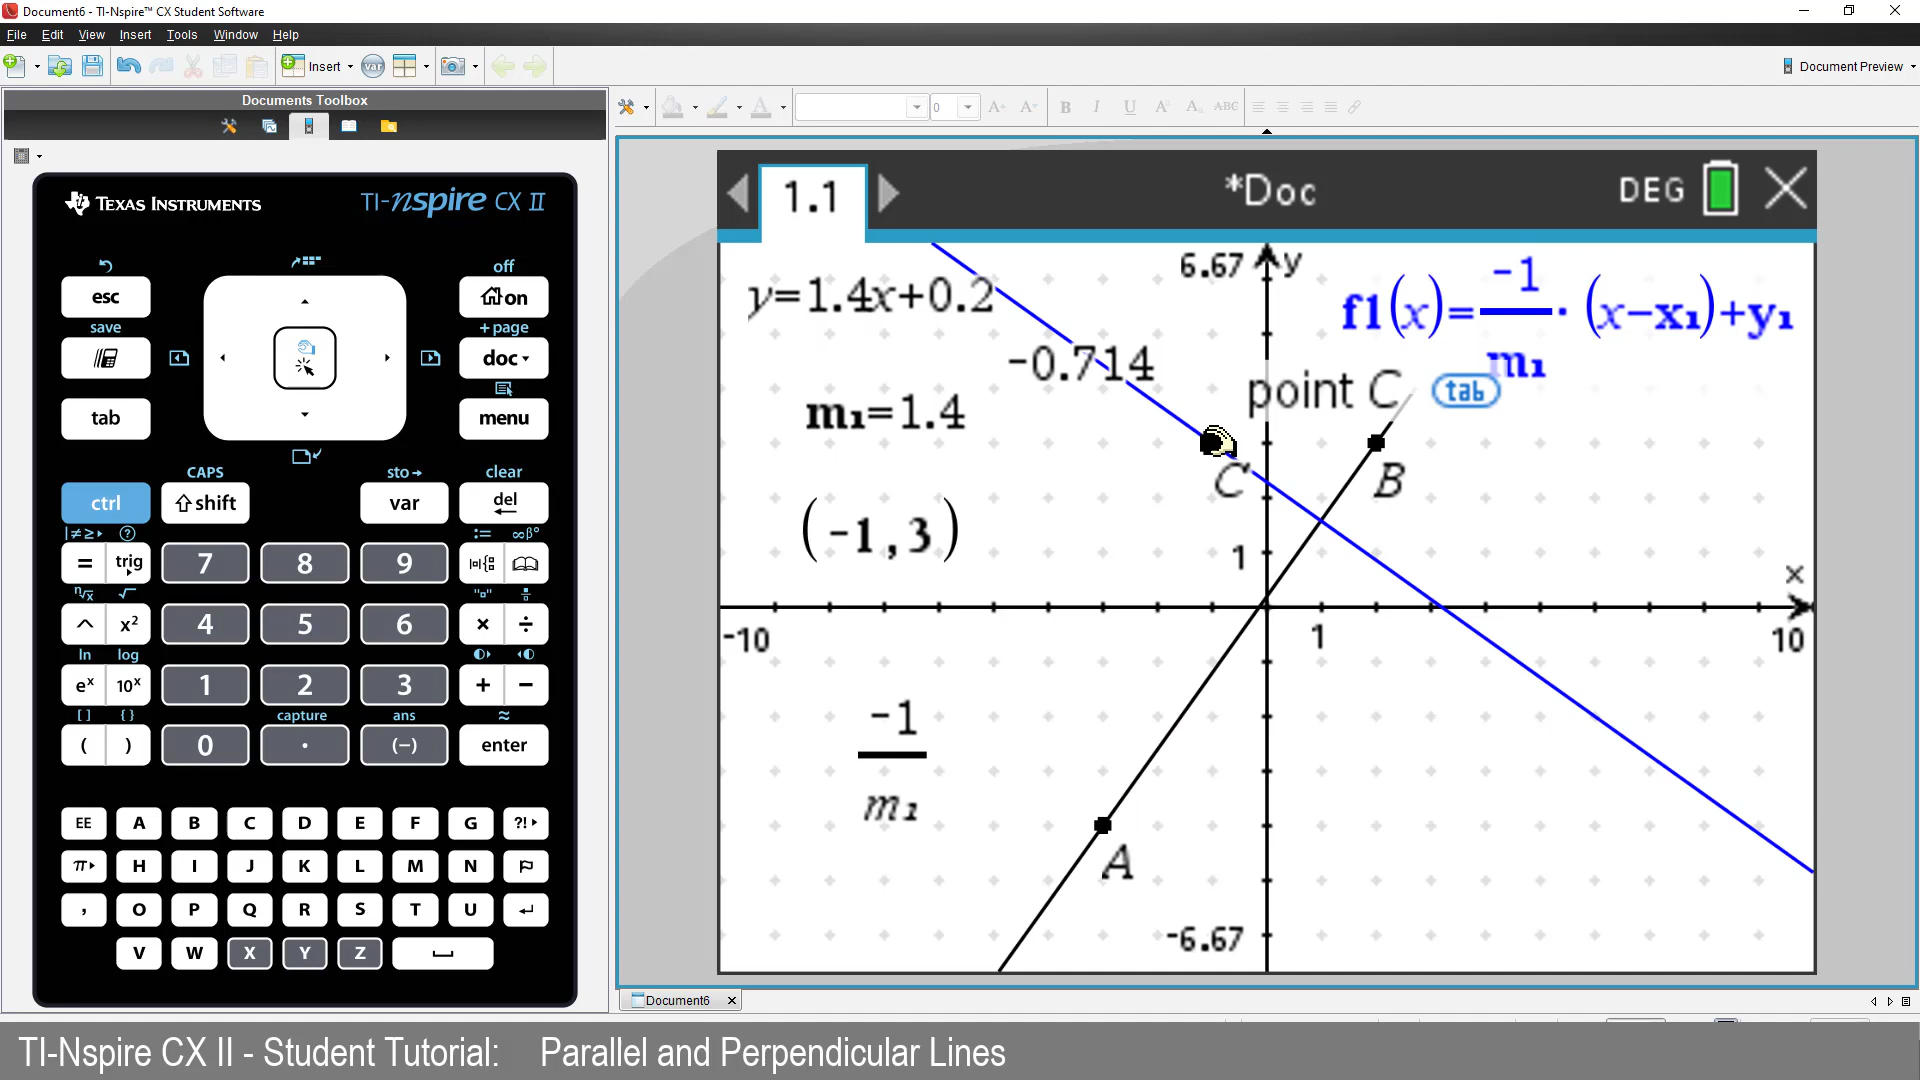 Document6 - TI-Nspire™ CX Student Software
File Edit View Insert Tools Window Help
Insert var Document Preview
Documents Toolbox
0 B I U A A ABC
TEXAS INSTRUMENTS TI-nspire CX II
off
esc on
save + page
doc
tab menu
CAPS sto→ clear
ctrl shift var del
|≠≥▸ ? := ∞β°
= trig 7 8 9
ⁿ√x √ "▫"
^ x² 4 5 6 × ÷
ln log
eˣ 10ˣ 1 2 3 + −
[ ] { } capture ans ≈
( ) 0 . (−) enter
EE A B C D E F G ?!▸
π▸ H I J K L M N
, O P Q R S T U
V W X Y Z
1.1 *Doc DEG
6.67 y
y=1.4x+0.2
f1(x)=-1/m₁·(x-x₁)+y₁
-0.714
point C tab
m₁=1.4
C B
(-1,3)
1
x
-10 1 10
-1
m₁
A
-6.67
Document6
TI-Nspire CX II - Student Tutorial: Parallel and Perpendicular Lines